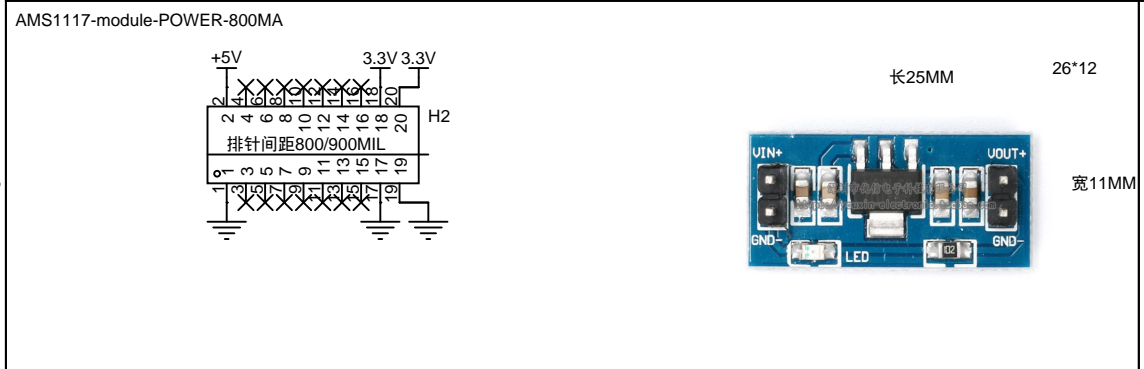 AMS1117-module-POWER-800MA
+5V
3.3V 3.3V
2 4 6 8 10 12 14 16 18 20
2 4 6 8 10 12 14 16 18 20
H2
排针间距800/900MIL
1 3 5 7 9 11 13 15 17 19
1 3 5 7 9 11 13 15 17 19
长25MM
26*12
VIN+
VOUT+
宽11MM
GND-
GND-
LED
102